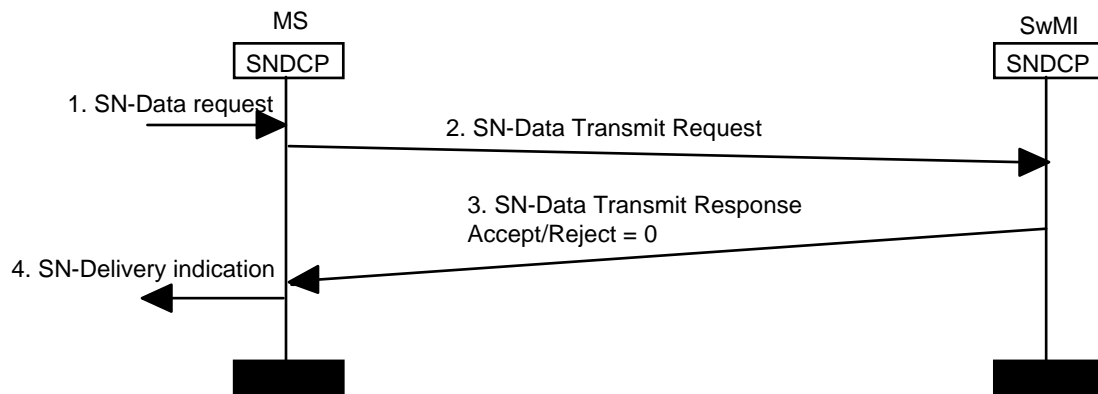 MS
SwMI
SNDCP
SNDCP
1. SN-Data request
2. SN-Data Transmit Request
3. SN-Data Transmit Response
Accept/Reject = 0
4. SN-Delivery indication